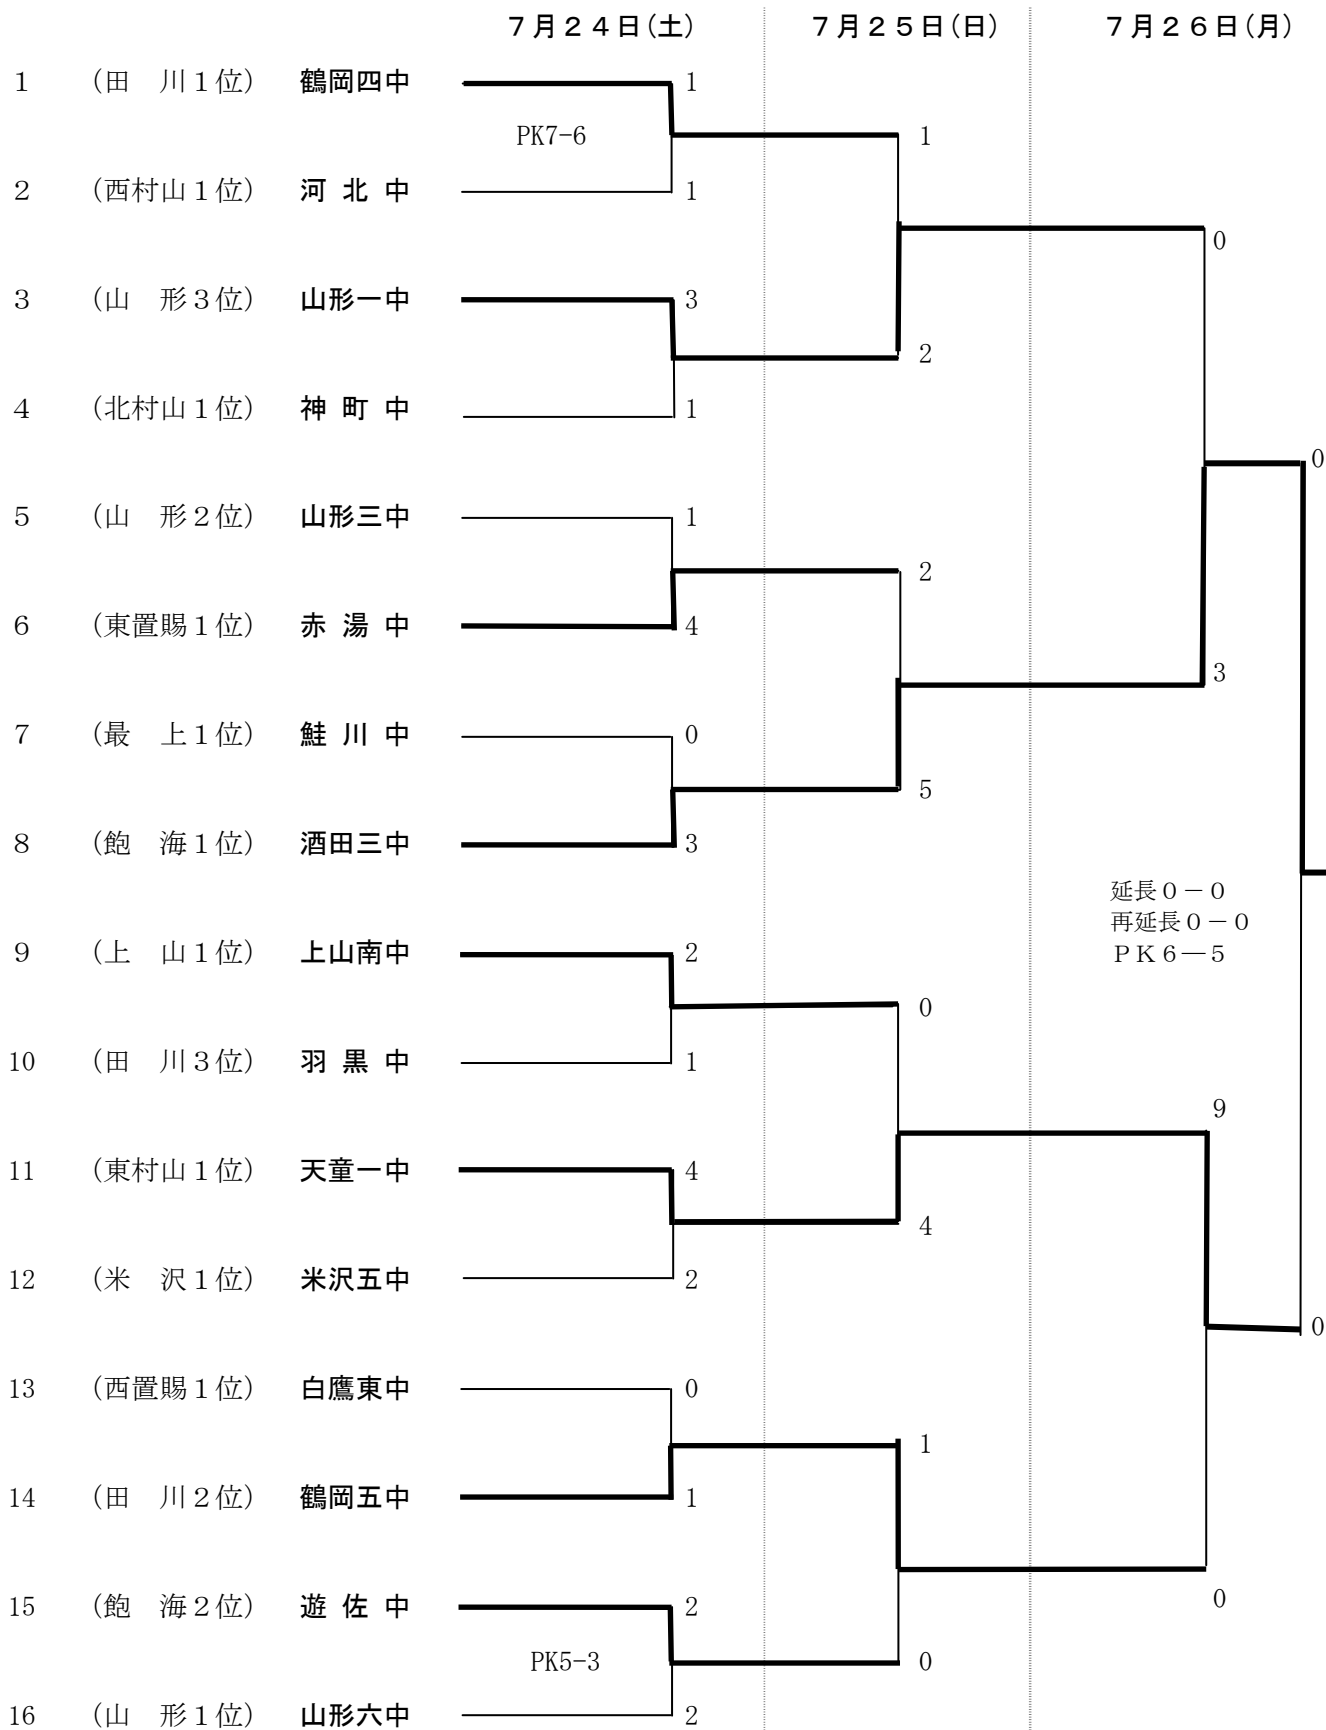 ７月２４日(土) ７月２５日(日) ７月２６日(月)
1 （田　川１位） 鶴岡四中 1
PK7-6 1
2 （西村山１位） 河 北 中 1
0
3 （山　形３位） 山形一中 3
2
4 （北村山１位） 神 町 中 1
0
5 （山　形２位） 山形三中 1
2
6 （東置賜１位） 赤 湯 中 4
3
7 （最　上１位） 鮭 川 中 0
5
8 （飽　海１位） 酒田三中 3
延長０－０
再延長０－０
ＰＫ６―５
9 （上　山１位） 上山南中 2
0
10 （田　川３位） 羽 黒 中 1
9
11 （東村山１位） 天童一中 4
4
12 （米　沢１位） 米沢五中 2
0
13 （西置賜１位） 白鷹東中 0
1
14 （田　川２位） 鶴岡五中 1
0
15 （飽　海２位） 遊 佐 中 2
PK5-3 0
16 （山　形１位） 山形六中 2